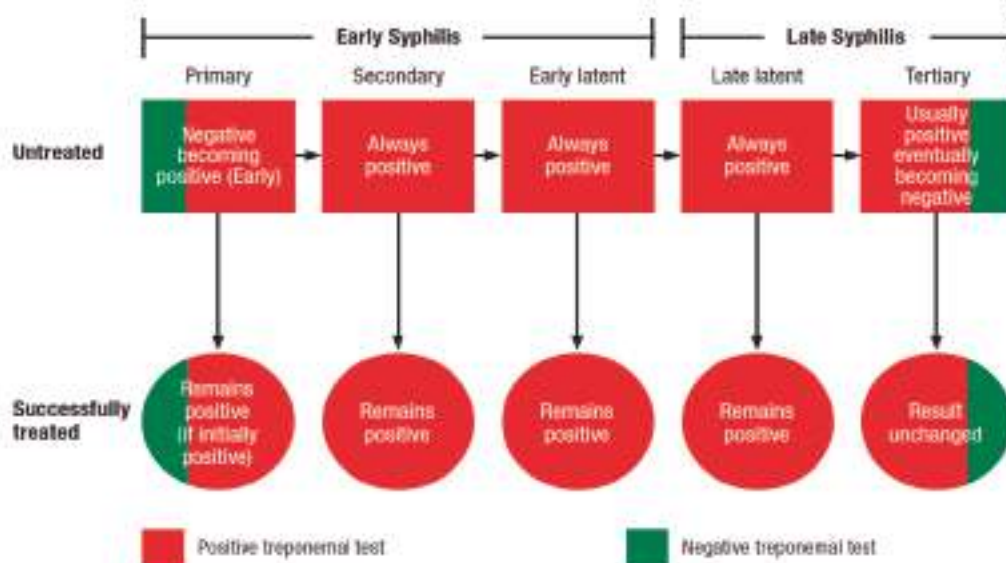 Early Syphilis
Late Syphilis
Primary
Secondary
Early latent
Late latent
Tertiary
Untreated
Negative
becoming
positive (Early)
Always
positive
Always
positive
Always
positive
Usually
positive
eventually
becoming
negative
Successfully
treated
Remains
positive
(if initially
positive)
Remains
positive
Remains
positive
Remains
positive
Result
unchanged
Positive treponemal test
Negative treponemal test